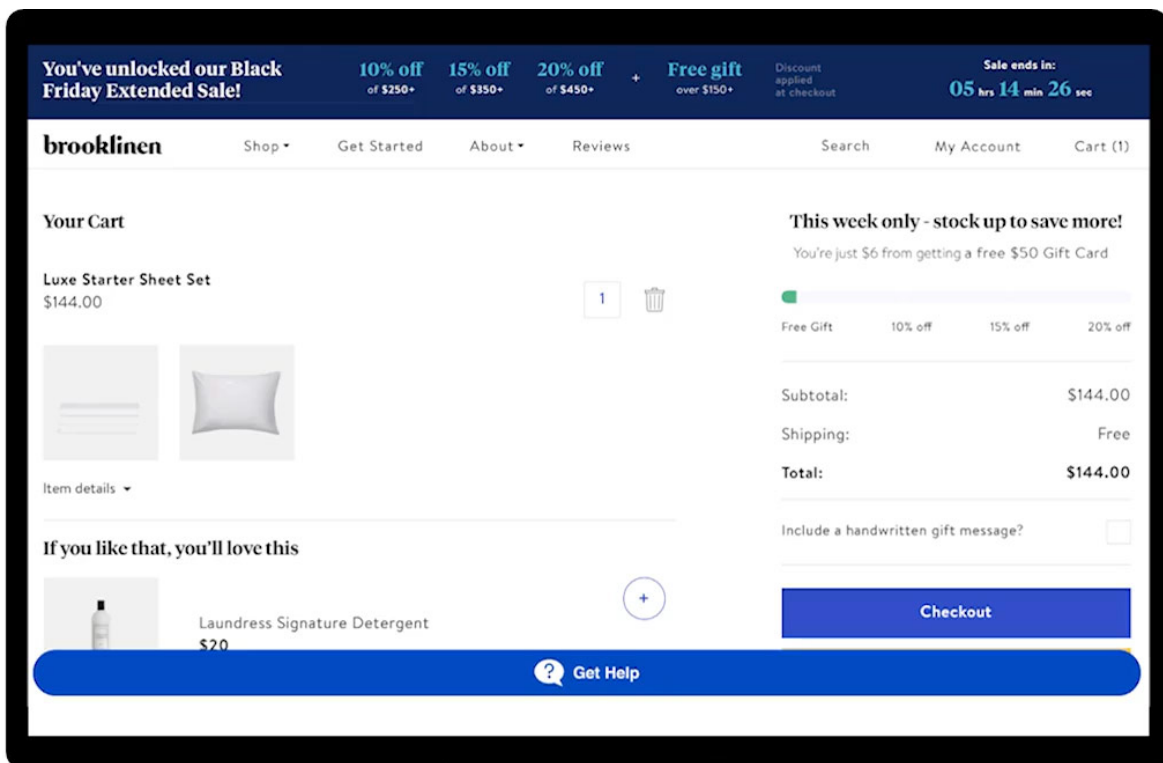 You've unlocked our Black
Friday Extended Sale!
10% off
of $250+
15% off
of $350+
20% off
of $450+
+
Free gift
over $150+
Discount
applied
at checkout
Sale ends in:
05 hrs 14 min 26 sec
brooklinen
Shop
Get Started
About
Reviews
Search
My Account
Cart (1)
Your Cart
Luxe Starter Sheet Set
$144.00
1
Item details
If you like that, you'll love this
Laundress Signature Detergent
$20
+
This week only - stock up to save more!
You're just $6 from getting a free $50 Gift Card
Free Gift
10% off
15% off
20% off
Subtotal: $144.00
Shipping: Free
Total: $144.00
Include a handwritten gift message?
Checkout
? Get Help